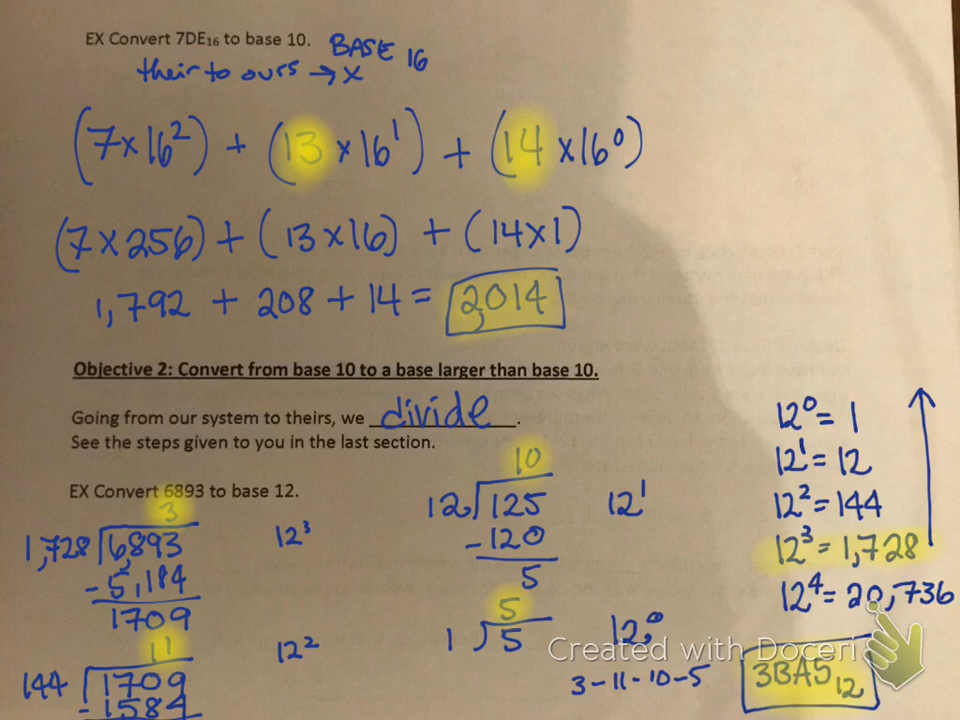 EX Convert 7DE₁₆ to base 10. BASE 16
their to ours → x
(7×16²) + (13×16¹) + (14×16⁰)
(7×256) + (13×16) + (14×1)
1,792 + 208 + 14 = 2,014
Objective 2: Convert from base 10 to a base larger than base 10.
Going from our system to theirs, we divide.
See the steps given to you in the last section.
EX Convert 6893 to base 12.
3
1,728 6893 12³
-5,184
1709
11
144 1709 12²
-1584
10
12 125 12¹
-120
5
5
1 5 12⁰
12⁰ = 1
12¹ = 12
12² = 144
12³ = 1,728
12⁴ = 20,736
Created with Doceri
3-11-10-5
3BA5₁₂